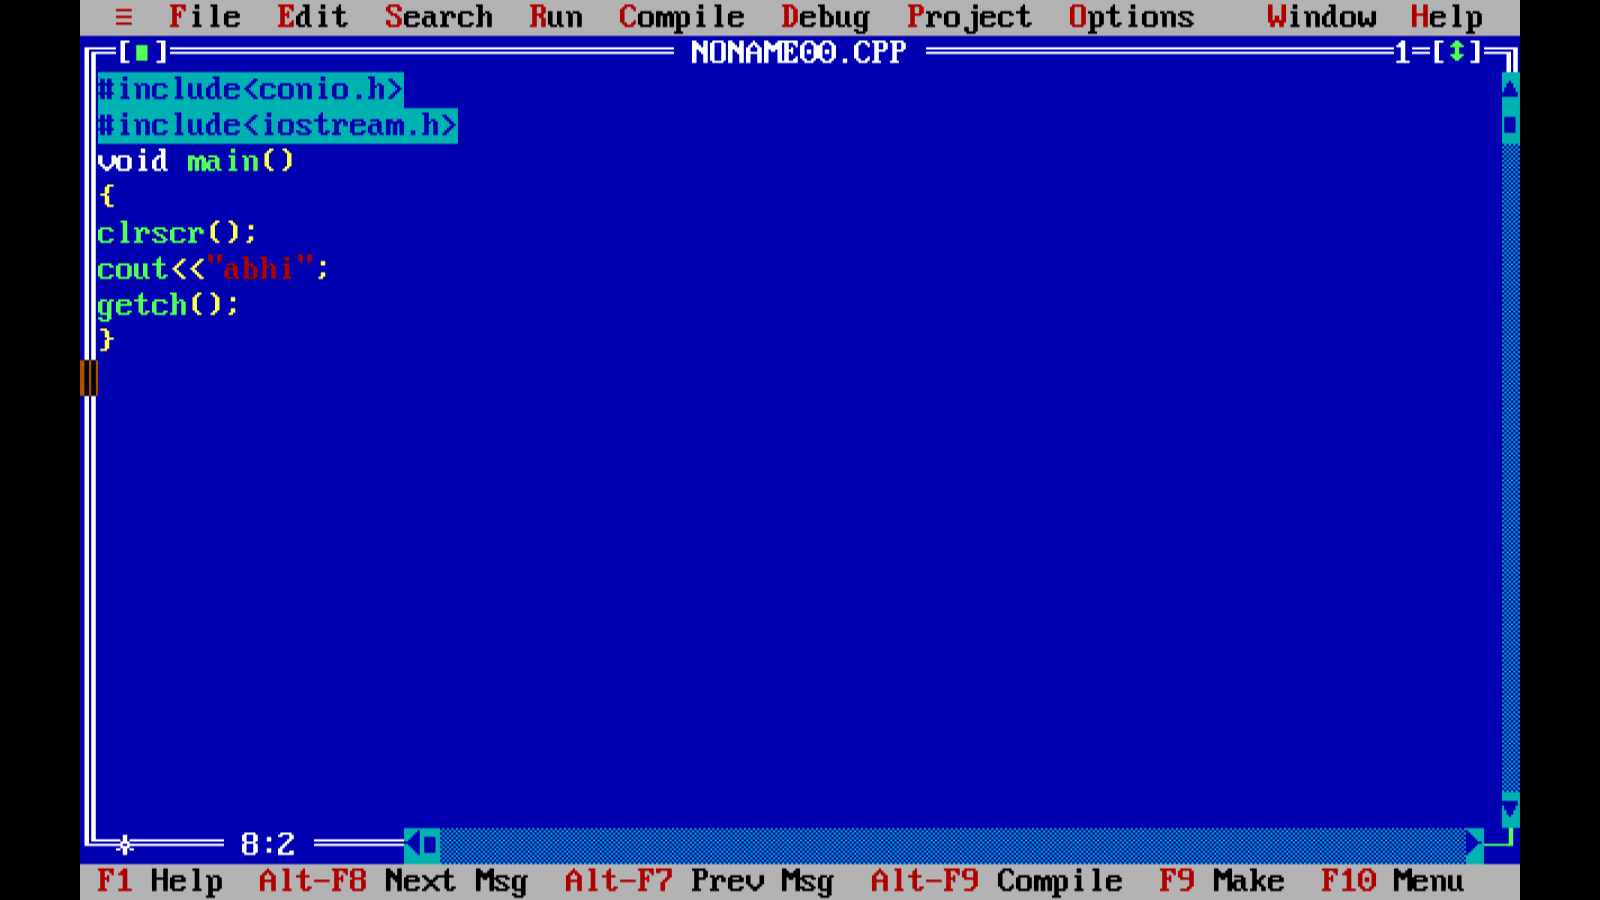 ≡ File Edit Search Run Compile Debug Project Options Window Help
[■] NONAME00.CPP 1=[↕]
#include<conio.h>
#include<iostream.h>
void main()
{
clrscr();
cout<<"abhi";
getch();
}
8:2
F1 Help Alt-F8 Next Msg Alt-F7 Prev Msg Alt-F9 Compile F9 Make F10 Menu